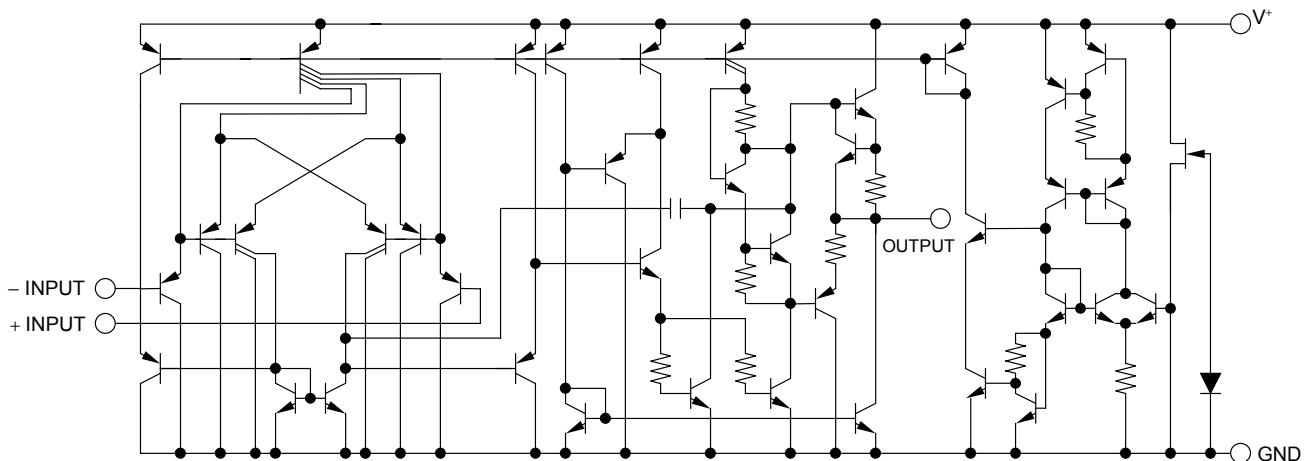 V+
OUTPUT
– INPUT
+ INPUT
GND